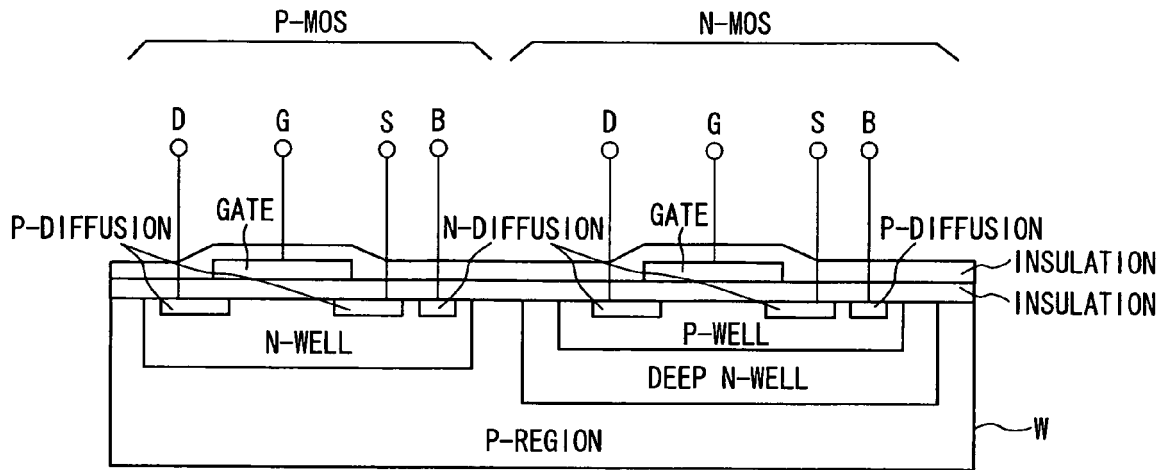 P-MOS N-MOS
D G S B D G S B
P-DIFFUSION GATE N-DIFFUSION GATE P-DIFFUSION
INSULATION
INSULATION
N-WELL P-WELL
DEEP N-WELL
P-REGION W